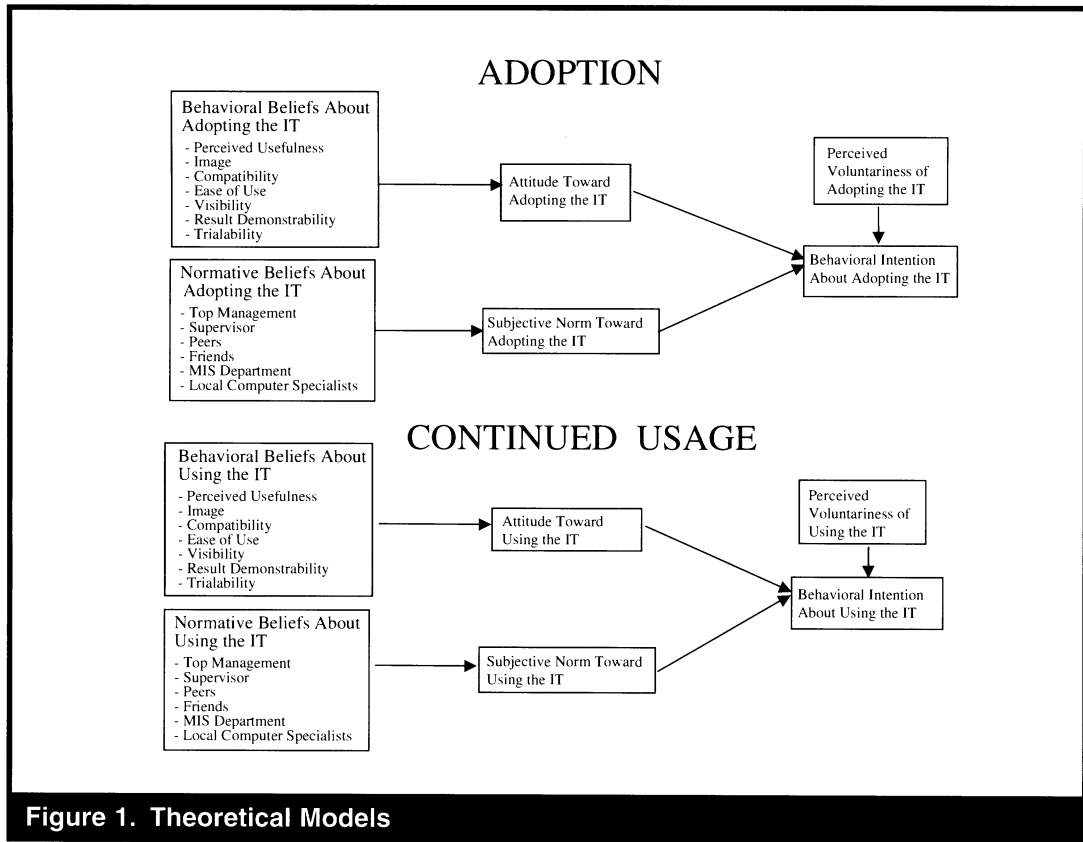 ADOPTION
Behavioral Beliefs About
Adopting the IT
- Perceived Usefulness
- Image
- Compatibility
- Ease of Use
- Visibility
- Result Demonstrability
- Trialability
Attitude Toward
Adopting the IT
Perceived
Voluntariness of
Adopting the IT
Behavioral Intention
About Adopting the IT
Normative Beliefs About
Adopting the IT
- Top Management
- Supervisor
- Peers
- Friends
- MIS Department
- Local Computer Specialists
Subjective Norm Toward
Adopting the IT
CONTINUED USAGE
Behavioral Beliefs About
Using the IT
- Perceived Usefulness
- Image
- Compatibility
- Ease of Use
- Visibility
- Result Demonstrability
- Trialability
Attitude Toward
Using the IT
Perceived
Voluntariness of
Using the IT
Behavioral Intention
About Using the IT
Normative Beliefs About
Using the IT
- Top Management
- Supervisor
- Peers
- Friends
- MIS Department
- Local Computer Specialists
Subjective Norm Toward
Using the IT
Figure 1. Theoretical Models